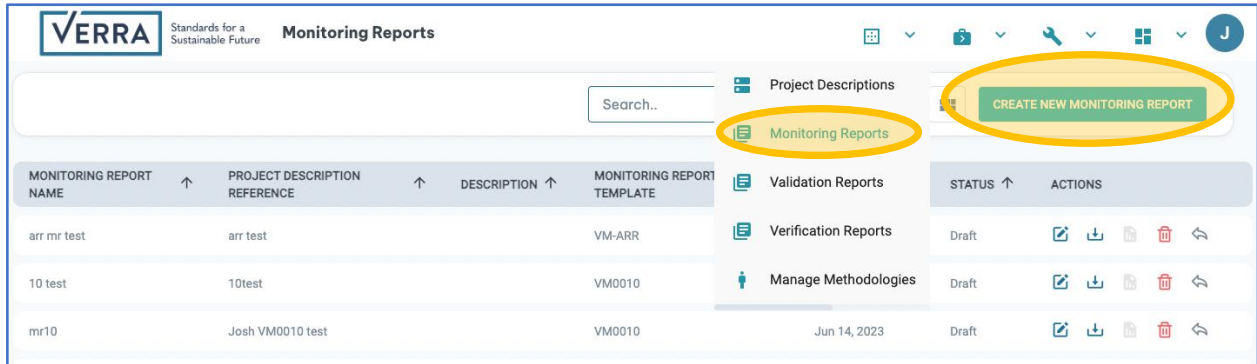 VERRA
Standards for a
Sustainable Future
Monitoring Reports
J
Search..
CREATE NEW MONITORING REPORT
Project Descriptions
Monitoring Reports
Validation Reports
Verification Reports
Manage Methodologies
MONITORING REPORT
NAME
PROJECT DESCRIPTION
REFERENCE
DESCRIPTION
MONITORING REPORT
TEMPLATE
STATUS
ACTIONS
arr mr test
arr test
VM-ARR
Draft
10 test
10test
VM0010
Draft
mr10
Josh VM0010 test
VM0010
Jun 14, 2023
Draft